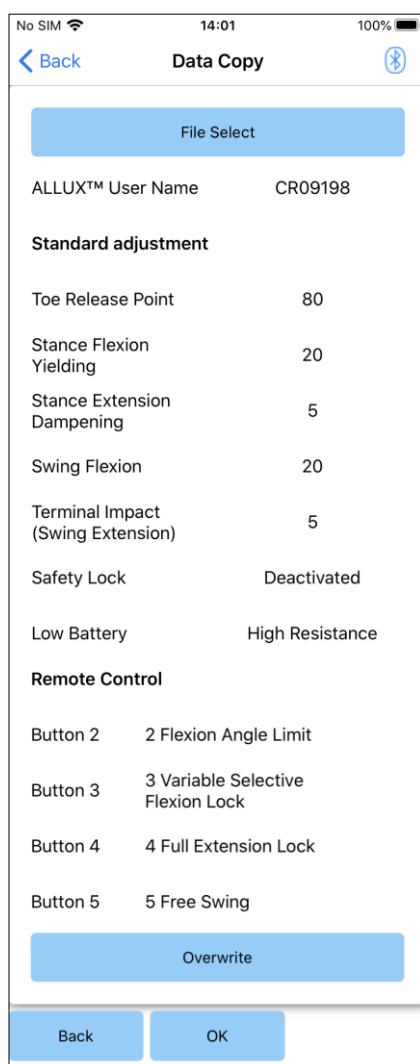 No SIM 14:01 100%
Back Data Copy
File Select
ALLUX™ User Name CR09198
Standard adjustment
Toe Release Point 80
Stance Flexion
Yielding 20
Stance Extension
Dampening 5
Swing Flexion 20
Terminal Impact
(Swing Extension) 5
Safety Lock Deactivated
Low Battery High Resistance
Remote Control
Button 2 2 Flexion Angle Limit
Button 3 3 Variable Selective
Flexion Lock
Button 4 4 Full Extension Lock
Button 5 5 Free Swing
Overwrite
Back OK